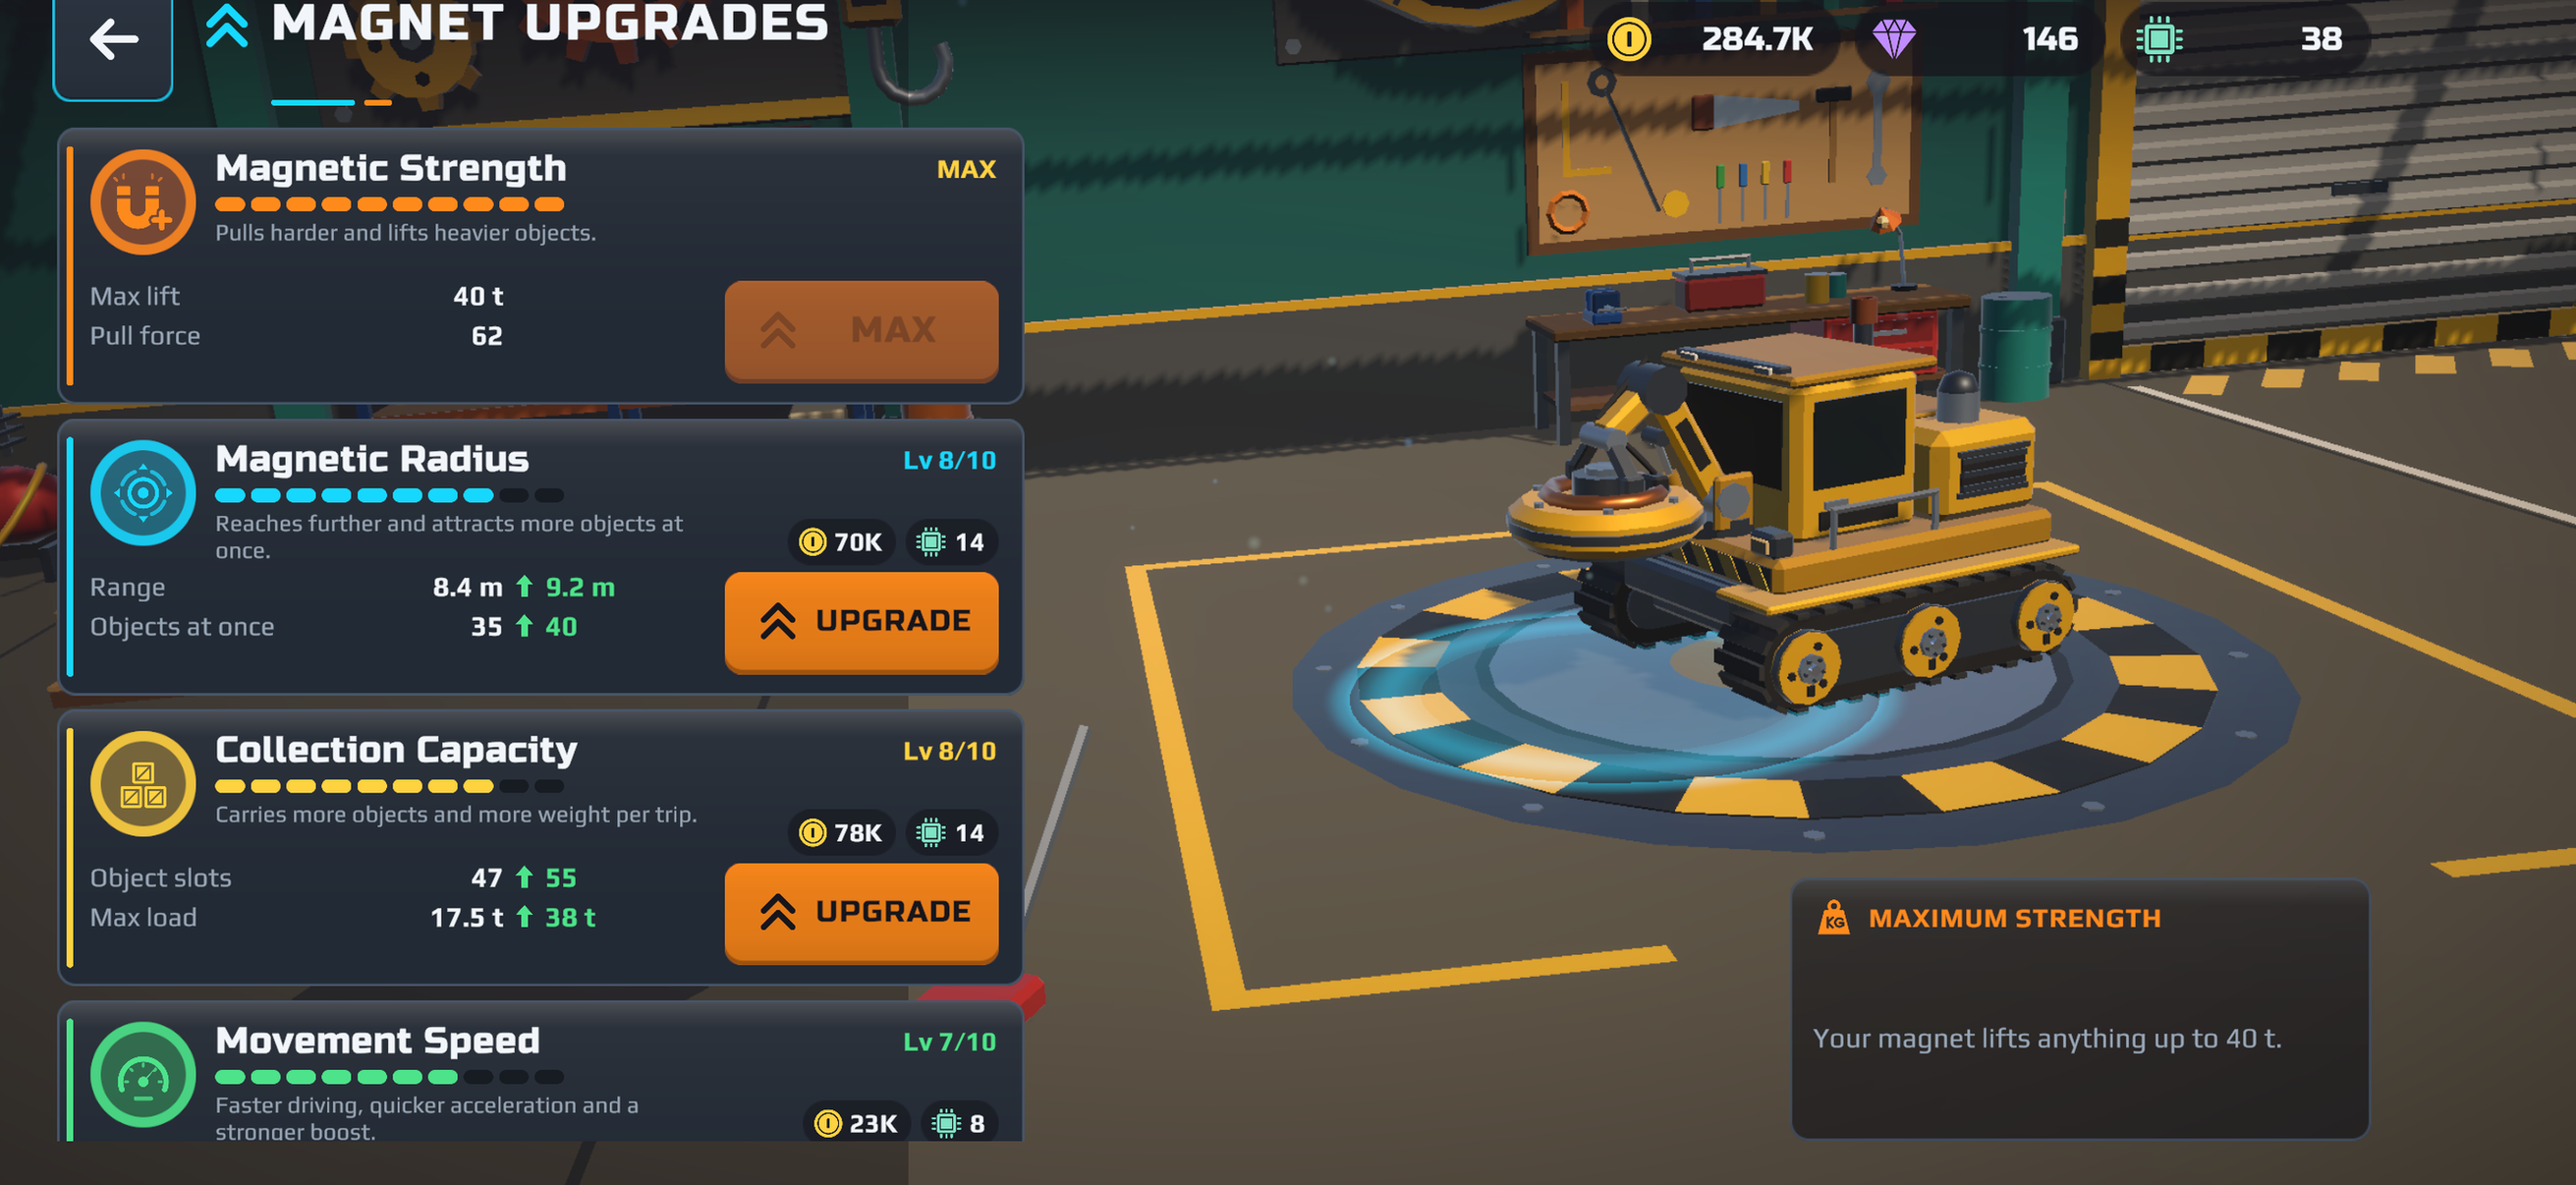 MAGNET UPGRADES
284.7K
146
38
Magnetic Strength
MAX
Pulls harder and lifts heavier objects.
Max lift 40 t
Pull force 62
MAX
Magnetic Radius
Lv 8/10
Reaches further and attracts more objects at
once.
70K 14
Range 8.4 m 9.2 m
Objects at once 35 40
UPGRADE
Collection Capacity
Lv 8/10
Carries more objects and more weight per trip.
78K 14
Object slots 47 55
Max load 17.5 t 38 t
UPGRADE
Movement Speed
Lv 7/10
Faster driving, quicker acceleration and a
stronger boost.
23K 8
KG
MAXIMUM STRENGTH
Your magnet lifts anything up to 40 t.